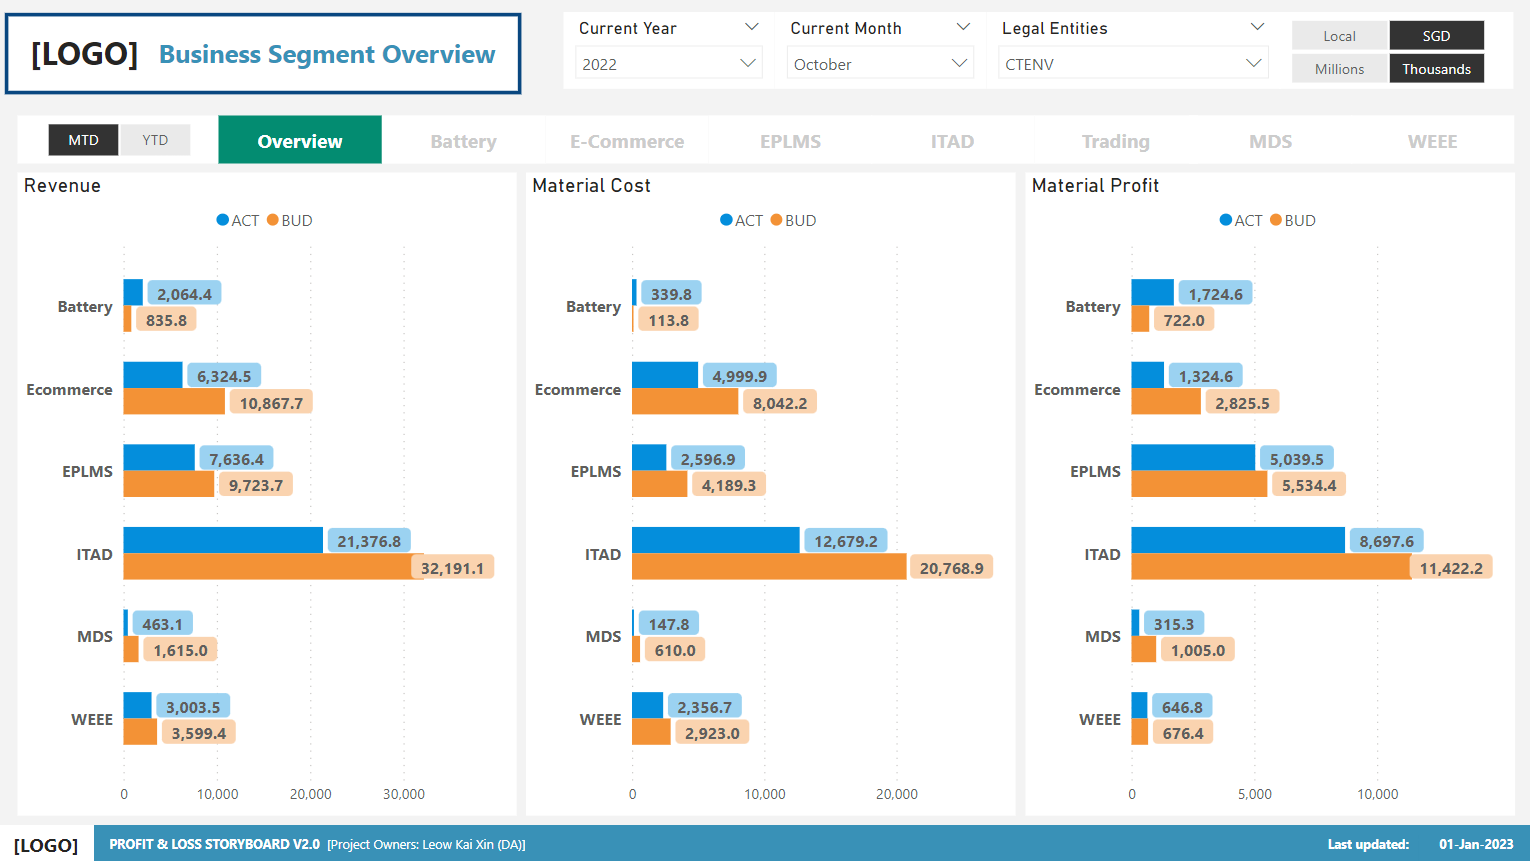 [LOGO] Business Segment Overview
Current Year
2022
Current Month
October
Legal Entities
CTENV
Local SGD
Millions Thousands
MTD YTD Overview Battery E-Commerce EPLMS ITAD Trading MDS WEEE
Revenue
ACT BUD
Battery
2,064.4
835.8
Ecommerce
6,324.5
10,867.7
EPLMS
7,636.4
9,723.7
ITAD
21,376.8
32,191.1
MDS
463.1
1,615.0
WEEE
3,003.5
3,599.4
0 10,000 20,000 30,000
Material Cost
ACT BUD
Battery
339.8
113.8
Ecommerce
4,999.9
8,042.2
EPLMS
2,596.9
4,189.3
ITAD
12,679.2
20,768.9
MDS
147.8
610.0
WEEE
2,356.7
2,923.0
0 10,000 20,000
Material Profit
ACT BUD
Battery
1,724.6
722.0
Ecommerce
1,324.6
2,825.5
EPLMS
5,039.5
5,534.4
ITAD
8,697.6
11,422.2
MDS
315.3
1,005.0
WEEE
646.8
676.4
0 5,000 10,000
[LOGO] PROFIT & LOSS STORYBOARD V2.0 [Project Owners: Leow Kai Xin (DA)] Last updated: 01-Jan-2023